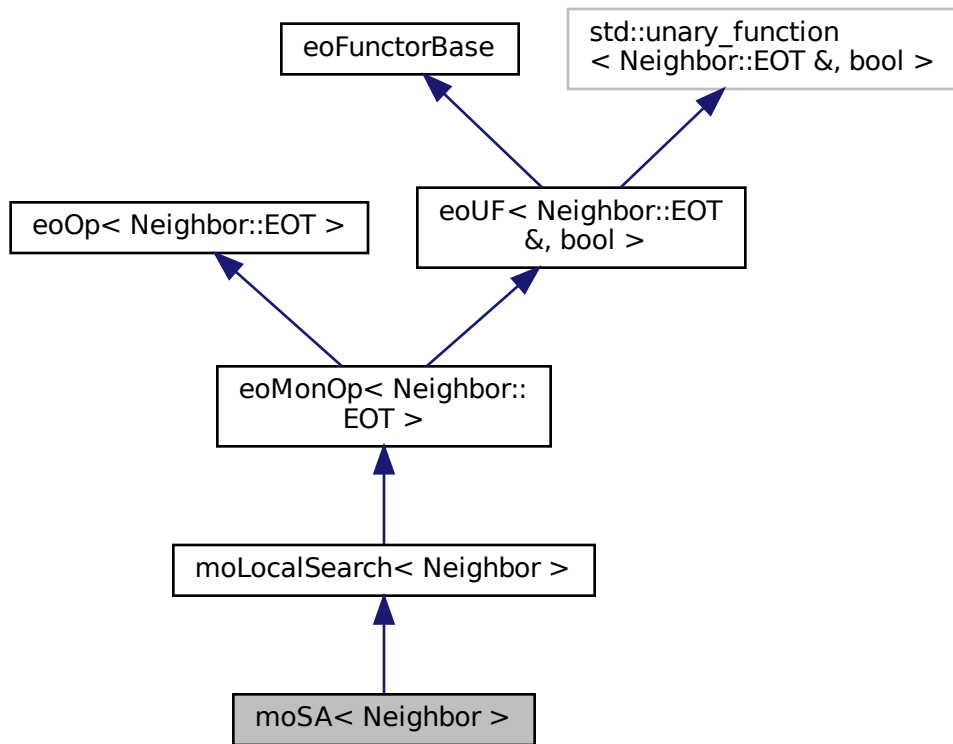 eoFunctorBase
std::unary_function
< Neighbor::EOT &, bool >
eoOp< Neighbor::EOT >
eoUF< Neighbor::EOT
&, bool >
eoMonOp< Neighbor::
EOT >
moLocalSearch< Neighbor >
moSA< Neighbor >